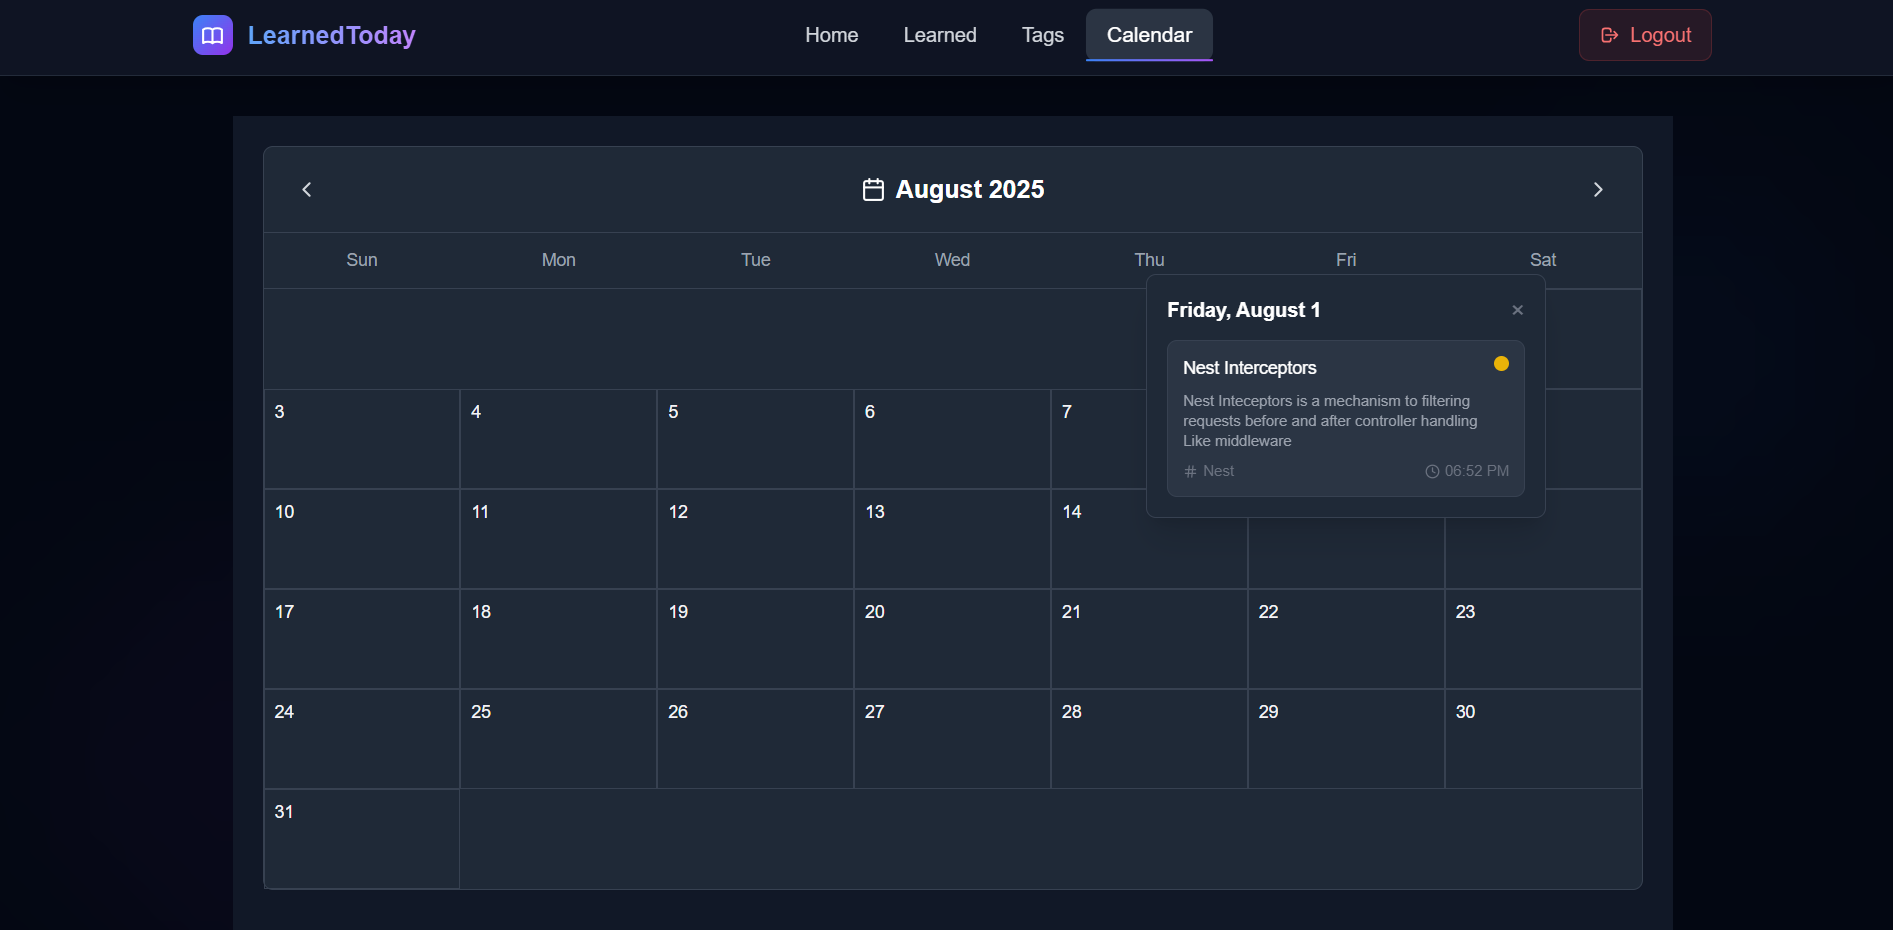 LearnedToday
Home
Learned
Tags
Calendar
Logout
August 2025
Sun Mon Tue Wed Thu Fri Sat
Friday, August 1
×
Nest Interceptors
Nest Inteceptors is a mechanism to filtering
requests before and after controller handling
Like middleware
# Nest
06:52 PM
3 4 5 6 7
10 11 12 13 14
17 18 19 20 21 22 23
24 25 26 27 28 29 30
31